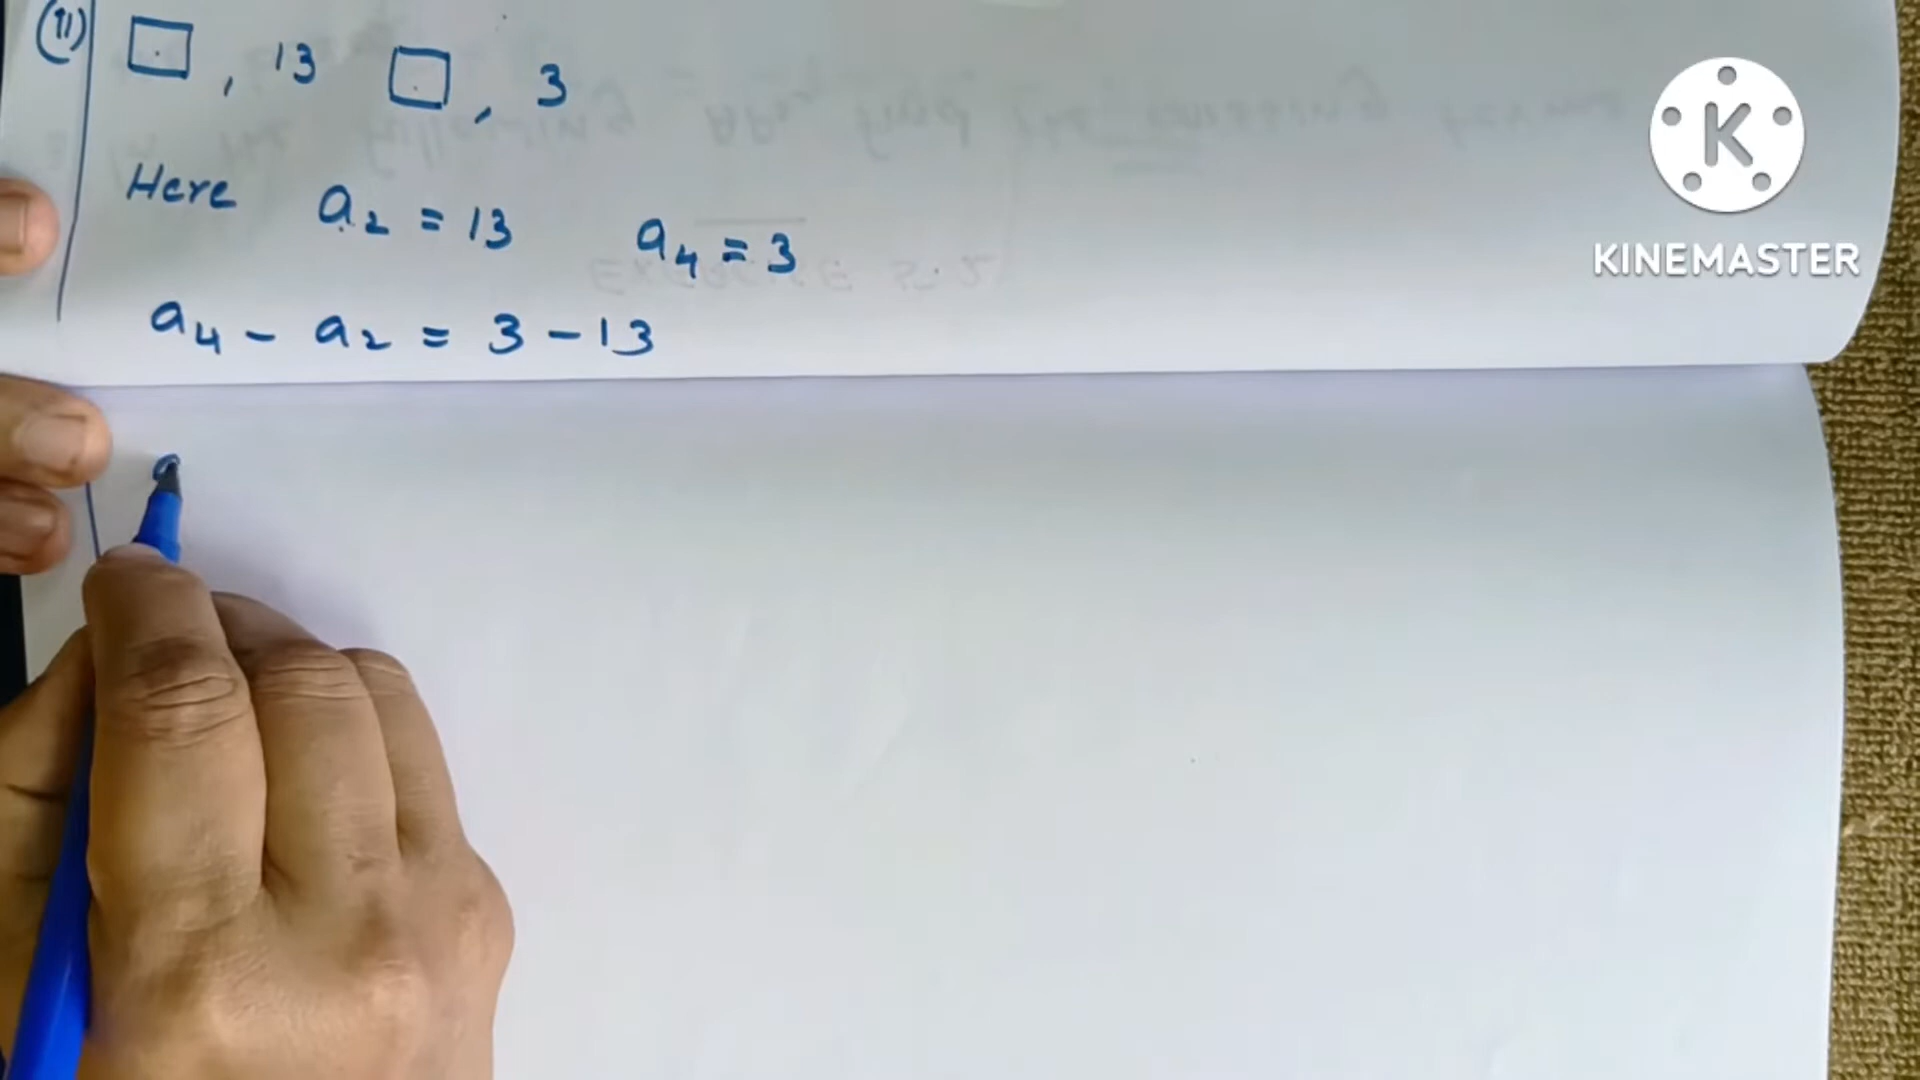 (ii) □, 13 □, 3
Here a₂ = 13 a₄ = 3
a₄ - a₂ = 3 - 13
a
K
KINEMASTER